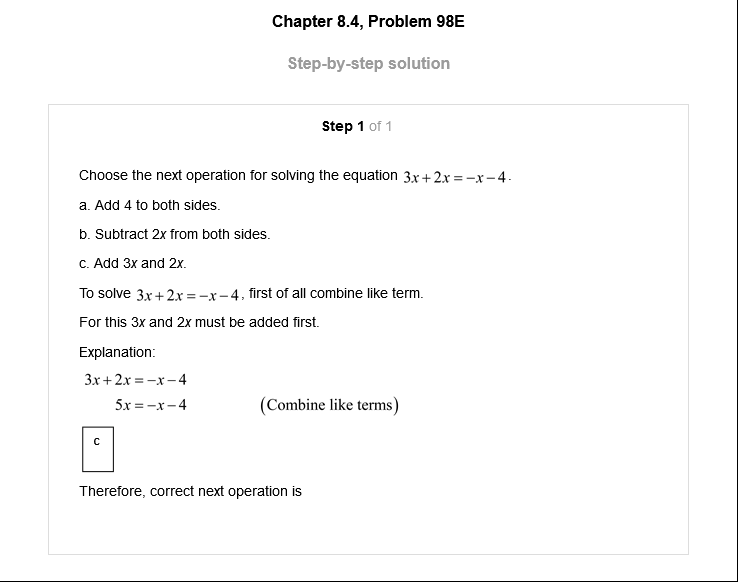 Chapter 8.4, Problem 98E
Step-by-step solution
Step 1 of 1
Choose the next operation for solving the equation 3x + 2x = −x − 4.
a. Add 4 to both sides.
b. Subtract 2x from both sides.
c. Add 3x and 2x.
To solve 3x + 2x = −x − 4, first of all combine like term.
For this 3x and 2x must be added first.
Explanation:
3x + 2x = −x − 4
5x = −x − 4 (Combine like terms)
c
Therefore, correct next operation is